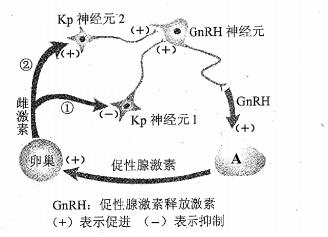 Kp 神经元 2
(+)
GnRH 神经元
(+)
(+)
②
①
GnRH
雌激素
(−)
Kp 神经元 1
(+)
卵巢
(+)
促性腺激素
A
GnRH：促性腺激素释放激素
（+）表示促进 （−）表示抑制